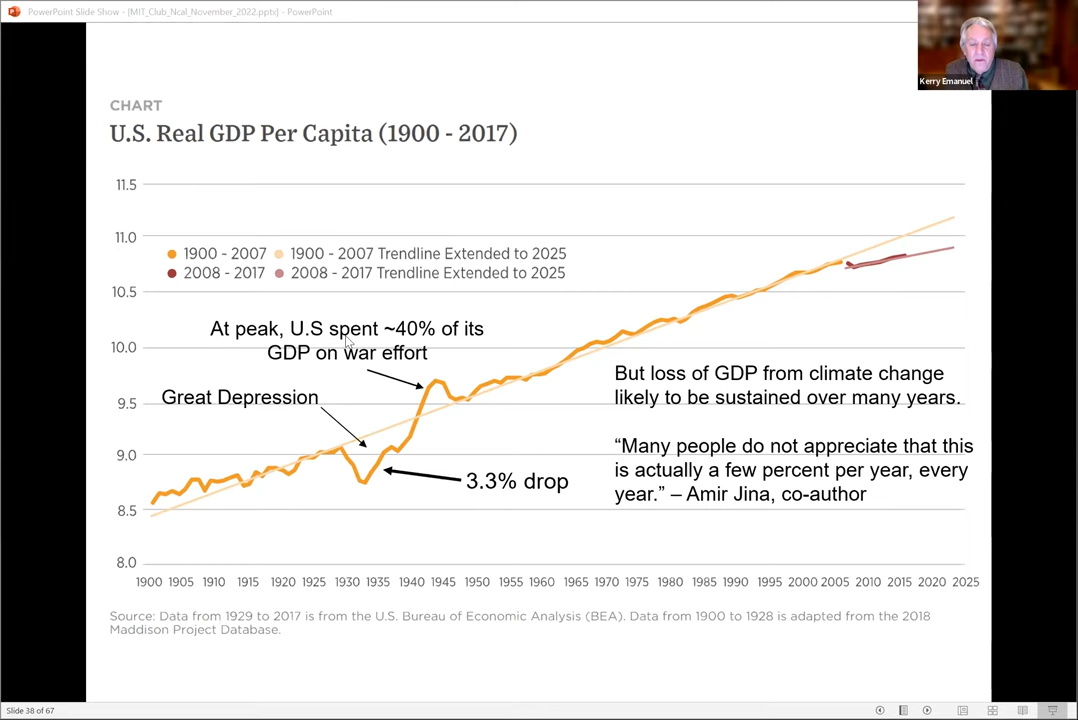 PowerPoint Slide Show - [MIT_Club_Ncal_November_2022.pptx] - PowerPoint
Kerry Emanuel
CHART
U.S. Real GDP Per Capita (1900 - 2017)
11.5
11.0
1900 - 2007 1900 - 2007 Trendline Extended to 2025
2008 - 2017 2008 - 2017 Trendline Extended to 2025
10.5
At peak, U.S spent ~40% of its
GDP on war effort
10.0
But loss of GDP from climate change
likely to be sustained over many years.
Great Depression
9.5
“Many people do not appreciate that this
is actually a few percent per year, every
year.” – Amir Jina, co-author
9.0
3.3% drop
8.5
8.0
1900 1905 1910 1915 1920 1925 1930 1935 1940 1945 1950 1955 1960 1965 1970 1975 1980 1985 1990 1995 2000 2005 2010 2015 2020 2025
Source: Data from 1929 to 2017 is from the U.S. Bureau of Economic Analysis (BEA). Data from 1900 to 1928 is adapted from the 2018
Maddison Project Database.
Slide 38 of 67